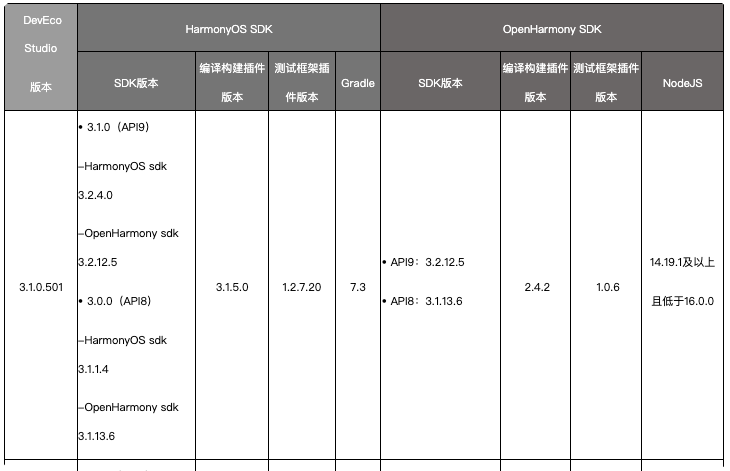 DevEco
Studio
版本
HarmonyOS SDK
OpenHarmony SDK
SDK版本
编译构建插件
版本
测试框架插
件版本
Gradle
SDK版本
编译构建插件
版本
测试框架插件
版本
NodeJS
3.1.0.501
• 3.1.0（API9）
–HarmonyOS sdk
3.2.4.0
–OpenHarmony sdk
3.2.12.5
• 3.0.0（API8）
–HarmonyOS sdk
3.1.1.4
–OpenHarmony sdk
3.1.13.6
3.1.5.0
1.2.7.20
7.3
• API9：3.2.12.5
• API8：3.1.13.6
2.4.2
1.0.6
14.19.1及以上
且低于16.0.0